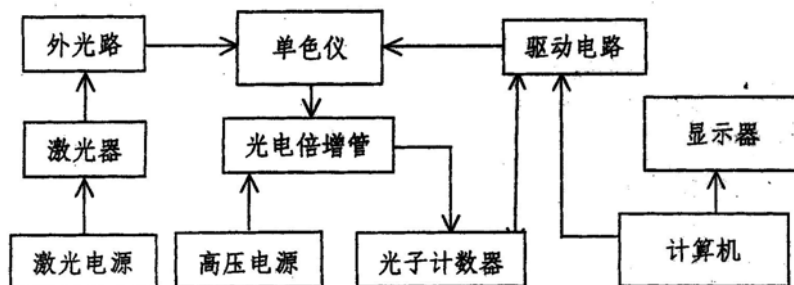 外光路
单色仪
驱动电路
激光器
光电倍增管
显示器
激光电源
高压电源
光子计数器
计算机